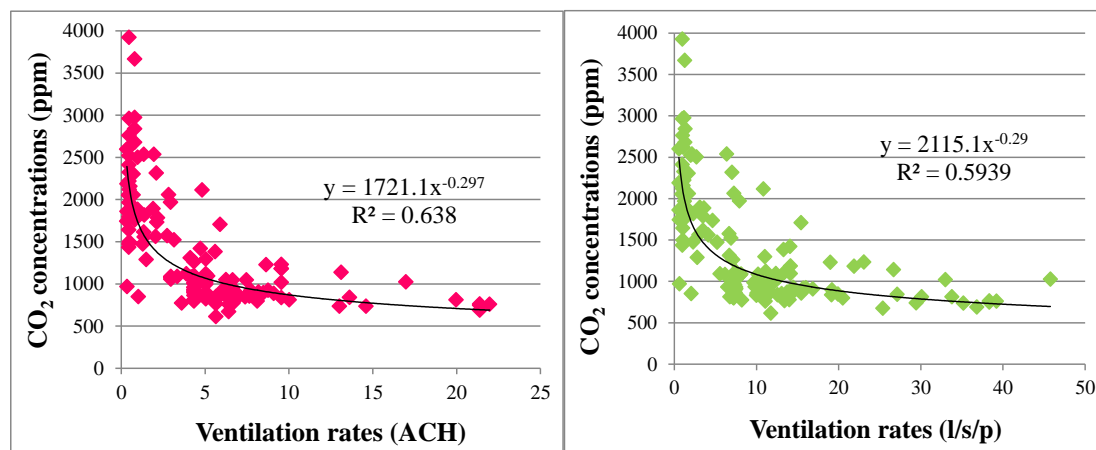 CO₂ concentrations (ppm)
4000
3500
3000
2500
2000
1500
1000
500
0
y = 1721.1x⁻⁰·²⁹⁷
R² = 0.638
0 5 10 15 20 25
Ventilation rates (ACH)
CO₂ concentrations (ppm)
4000
3500
3000
2500
2000
1500
1000
500
0
y = 2115.1x⁻⁰·²⁹
R² = 0.5939
0 10 20 30 40 50
Ventilation rates (l/s/p)